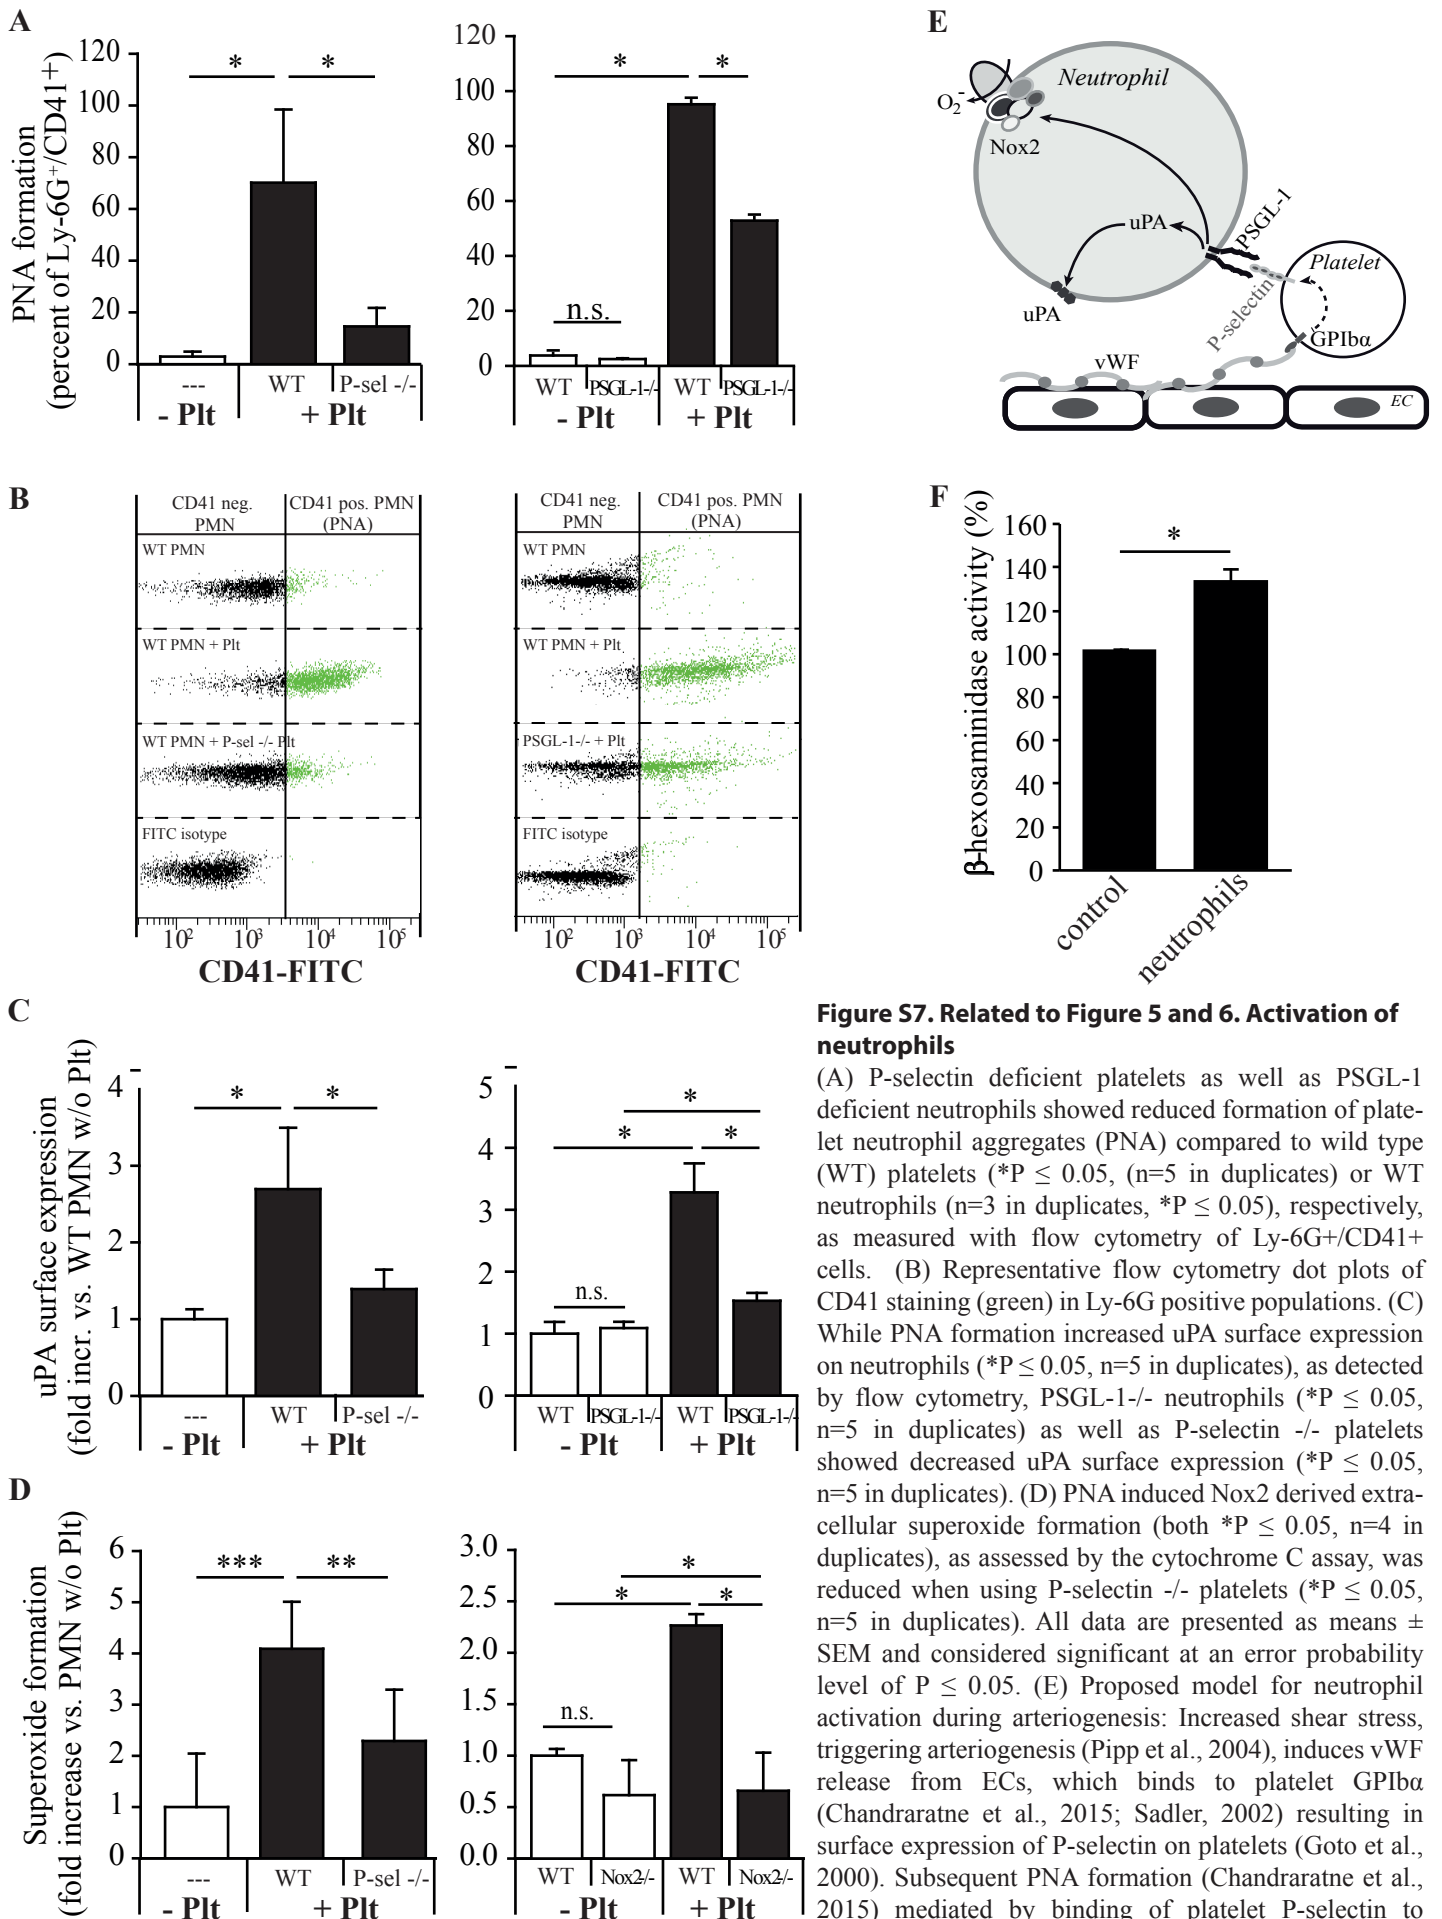 A
PNA formation
(percent of Ly-6G⁺/CD41⁺)
120
100
80
60
40
20
0
*
*
---
WT
P-sel -/-
- Plt
+ Plt
120
100
80
60
40
20
0
*
*
n.s.
WT
PSGL-1-/-
WT
PSGL-1-/-
- Plt
+ Plt
E
Neutrophil
O₂⁻
Nox2
uPA
uPA
PSGL-1
P-selectin
Platelet
GPIbα
vWF
EC
B
CD41 neg.
PMN
CD41 pos. PMN
(PNA)
WT PMN
WT PMN + Plt
WT PMN + P-sel -/- Plt
FITC isotype
10² 10³ 10⁴ 10⁵
CD41-FITC
CD41 neg.
PMN
CD41 pos. PMN
(PNA)
WT PMN
WT PMN + Plt
PSGL-1-/- + Plt
FITC isotype
10² 10³ 10⁴ 10⁵
CD41-FITC
F
β-hexosaminidase activity (%)
160
140
120
100
80
60
40
20
0
*
control
neutrophils
C
uPA surface expression
(fold incr. vs. WT PMN w/o Plt)
4
3
2
1
0
*
*
---
WT
P-sel -/-
- Plt
+ Plt
5
4
3
2
1
0
*
*
*
n.s.
WT
PSGL-1-/-
WT
PSGL-1-/-
- Plt
+ Plt
D
Superoxide formation
(fold increase vs. PMN w/o Plt)
6
5
4
3
2
1
0
***
**
---
WT
P-sel -/-
- Plt
+ Plt
3.0
2.5
2.0
1.5
1.0
0.5
0.0
*
*
*
n.s.
WT
Nox2-/-
WT
Nox2-/-
- Plt
+ Plt
Figure S7. Related to Figure 5 and 6. Activation of
neutrophils
(A) P-selectin deficient platelets as well as PSGL-1
deficient neutrophils showed reduced formation of plate-
let neutrophil aggregates (PNA) compared to wild type
(WT) platelets (*P ≤ 0.05, (n=5 in duplicates) or WT
neutrophils (n=3 in duplicates, *P ≤ 0.05), respectively,
as measured with flow cytometry of Ly-6G+/CD41+
cells. (B) Representative flow cytometry dot plots of
CD41 staining (green) in Ly-6G positive populations. (C)
While PNA formation increased uPA surface expression
on neutrophils (*P ≤ 0.05, n=5 in duplicates), as detected
by flow cytometry, PSGL-1-/- neutrophils (*P ≤ 0.05,
n=5 in duplicates) as well as P-selectin -/- platelets
showed decreased uPA surface expression (*P ≤ 0.05,
n=5 in duplicates). (D) PNA induced Nox2 derived extra-
cellular superoxide formation (both *P ≤ 0.05, n=4 in
duplicates), as assessed by the cytochrome C assay, was
reduced when using P-selectin -/- platelets (*P ≤ 0.05,
n=5 in duplicates). All data are presented as means ±
SEM and considered significant at an error probability
level of P ≤ 0.05. (E) Proposed model for neutrophil
activation during arteriogenesis: Increased shear stress,
triggering arteriogenesis (Pipp et al., 2004), induces vWF
release from ECs, which binds to platelet GPIbα
(Chandraratne et al., 2015; Sadler, 2002) resulting in
surface expression of P-selectin on platelets (Goto et al.,
2000). Subsequent PNA formation (Chandraratne et al.,
2015) mediated by binding of platelet P-selectin to